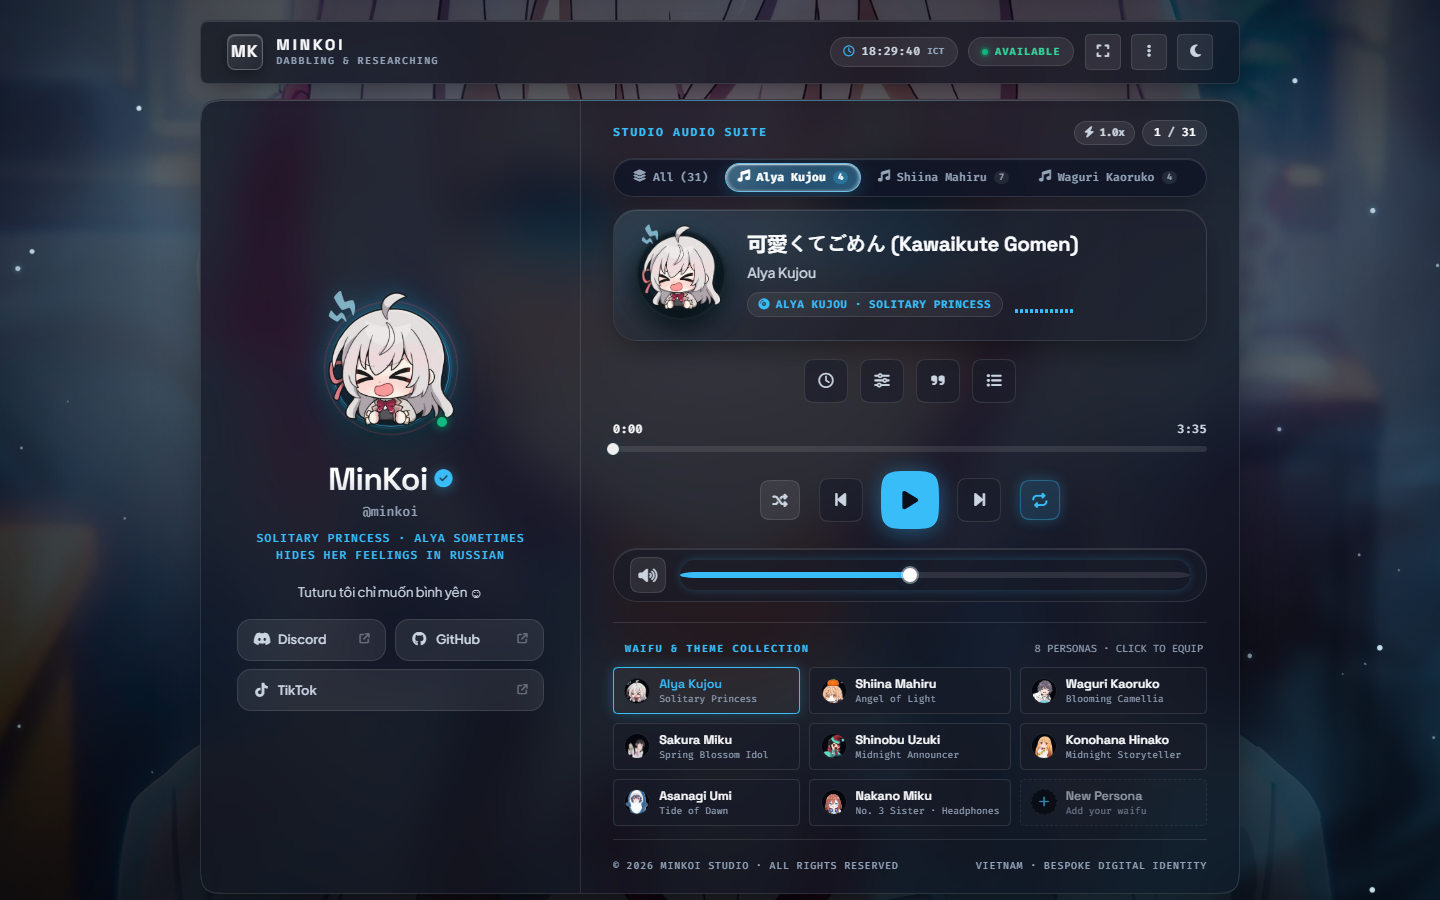 MK
MINKOI
DABBLING & RESEARCHING
18:29:40 ICT
AVAILABLE
STUDIO AUDIO SUITE
1.0x
1 / 31
All (31)
Alya Kujou 4
Shiina Mahiru 7
Waguri Kaoruko 4
可愛くてごめん (Kawaikute Gomen)
Alya Kujou
ALYA KUJOU · SOLITARY PRINCESS
0:00
3:35
MinKoi
@minkoi
SOLITARY PRINCESS · ALYA SOMETIMES
HIDES HER FEELINGS IN RUSSIAN
Tuturu tôi chỉ muốn bình yên ☺
Discord
GitHub
TikTok
WAIFU & THEME COLLECTION
8 PERSONAS · CLICK TO EQUIP
Alya Kujou
Solitary Princess
Shiina Mahiru
Angel of Light
Waguri Kaoruko
Blooming Camellia
Sakura Miku
Spring Blossom Idol
Shinobu Uzuki
Midnight Announcer
Konohana Hinako
Midnight Storyteller
Asanagi Umi
Tide of Dawn
Nakano Miku
No. 3 Sister · Headphones
New Persona
Add your waifu
© 2026 MINKOI STUDIO · ALL RIGHTS RESERVED
VIETNAM · BESPOKE DIGITAL IDENTITY